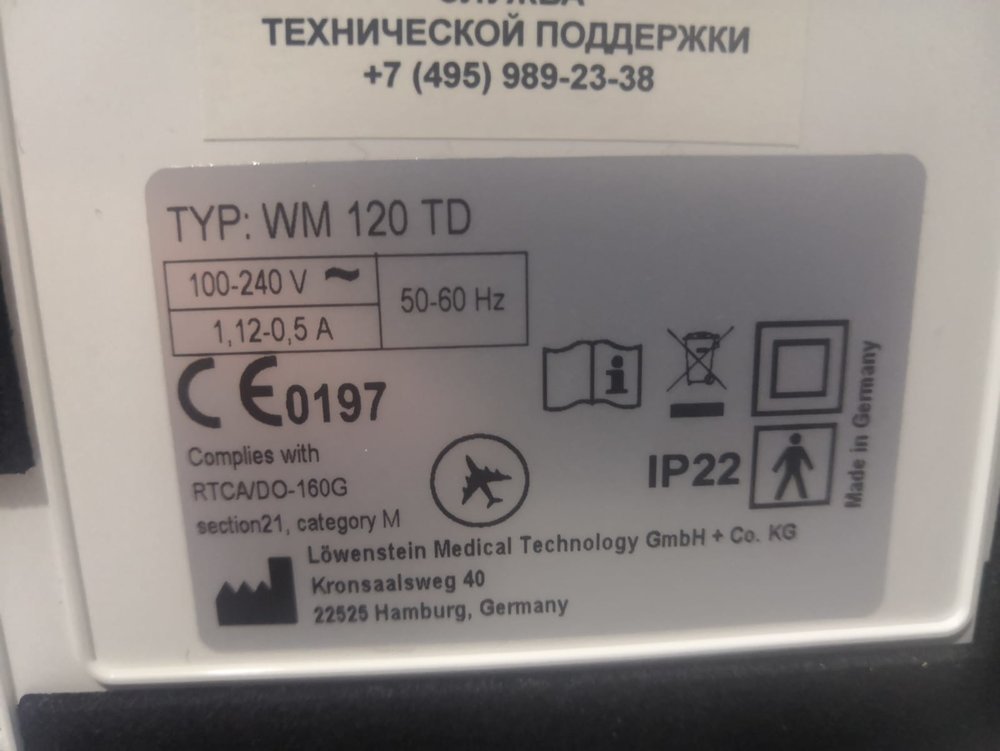 СЛУЖБА
ТЕХНИЧЕСКОЙ ПОДДЕРЖКИ
+7 (495) 989-23-38
TYP: WM 120 TD
100-240 V ~
50-60 Hz
1,12-0,5 A
CE0197
Complies with
RTCA/DO-160G
section21, category M
IP22
Made in Germany
Löwenstein Medical Technology GmbH + Co. KG
Kronsaalsweg 40
22525 Hamburg, Germany